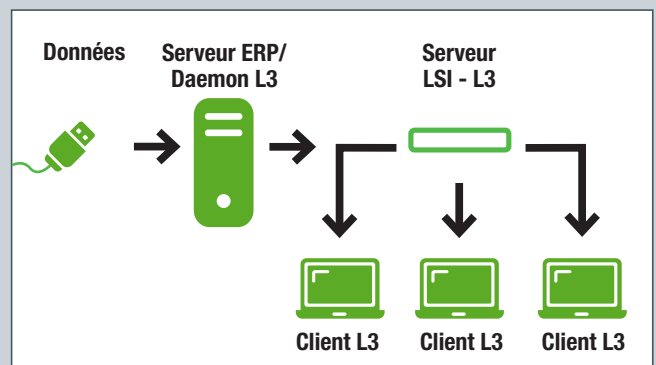 Données
Serveur ERP/
Daemon L3
Serveur
LSI - L3
Client L3
Client L3
Client L3